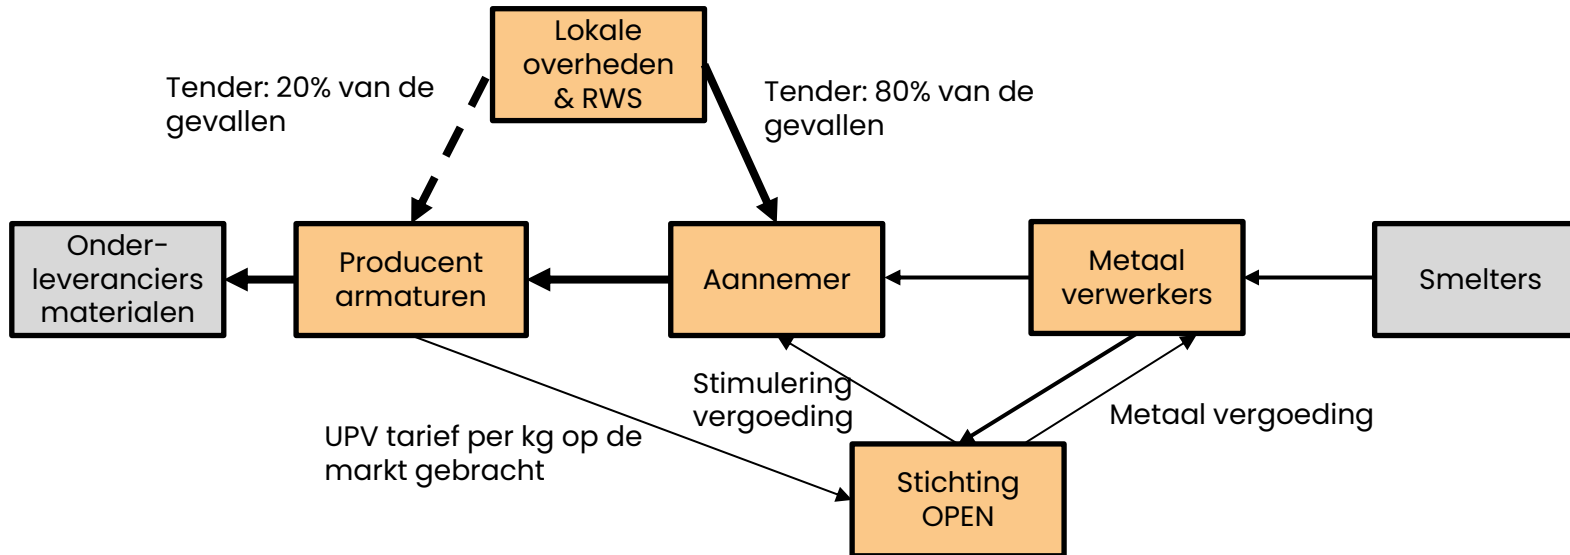 Lokale
overheden
& RWS
Tender: 20% van de
gevallen
Tender: 80% van de
gevallen
Onder-
leveranciers
materialen
Producent
armaturen
Aannemer
Metaal
verwerkers
Smelters
Stimulering
vergoeding
Metaal vergoeding
UPV tarief per kg op de
markt gebracht
Stichting
OPEN